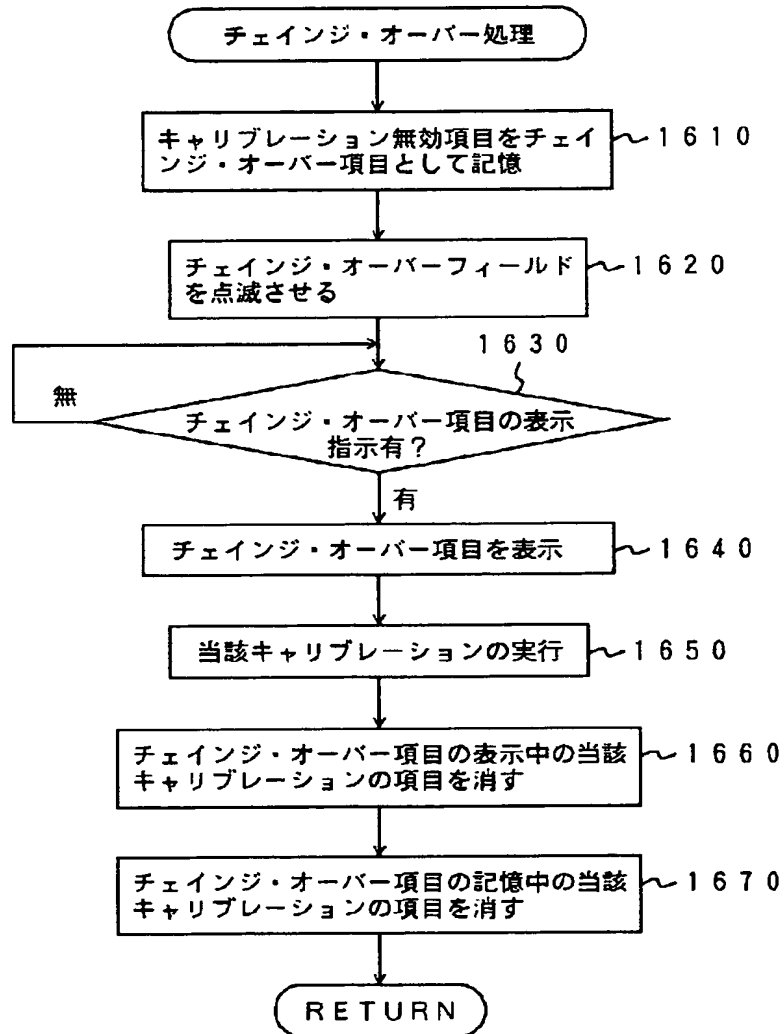 チェインジ・オーバー処理
キャリブレーション無効項目をチェイ
ンジ・オーバー項目として記憶
1610
チェインジ・オーバーフィールド
を点滅させる
1620
1630
無
チェインジ・オーバー項目の表示
指示有?
有
チェインジ・オーバー項目を表示
1640
当該キャリブレーションの実行
1650
チェインジ・オーバー項目の表示中の当該
キャリブレーションの項目を消す
1660
チェインジ・オーバー項目の記憶中の当該
キャリブレーションの項目を消す
1670
RETURN